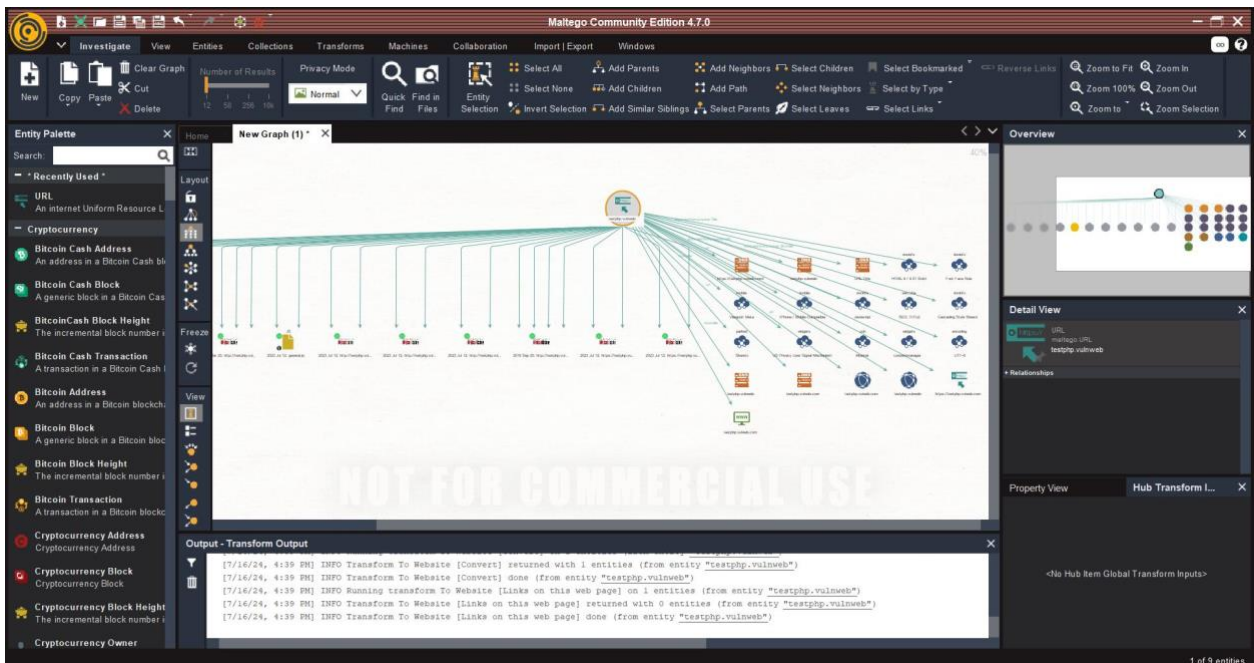 Maltego Community Edition 4.7.0
Investigate View Entities Collections Transforms Machines Collaboration Import | Export Windows
New
Copy Paste
Clear Graph
Cut
Delete
Number of Results
12 50 256 10k
Privacy Mode
Normal
Quick Find
Find in Files
Entity Selection
Select All
Select None
Invert Selection
Add Parents
Add Children
Add Similar Siblings
Add Neighbors
Add Path
Select Parents
Select Children
Select Neighbors
Select Leaves
Select Bookmarked
Select by Type
Select Links
Reverse Links
Zoom to Fit
Zoom 100%
Zoom to
Zoom In
Zoom Out
Zoom Selection
Entity Palette
Search:
* Recently Used *
URL
An internet Uniform Resource L
Cryptocurrency
Bitcoin Cash Address
An address in a Bitcoin Cash blo
Bitcoin Cash Block
A generic block in a Bitcoin Cas
BitcoinCash Block Height
The incremental block number i
Bitcoin Cash Transaction
A transaction in a Bitcoin Cash
Bitcoin Address
An address in a Bitcoin blockcha
Bitcoin Block
A generic block in a Bitcoin bloc
Bitcoin Block Height
The incremental block number i
Bitcoin Transaction
A transaction in a Bitcoin blockc
Cryptocurrency Address
Cryptocurrency Address
Cryptocurrency Block
Cryptocurrency Block
Cryptocurrency Block Height
The incremental block number i
Cryptocurrency Owner
Home
New Graph (1) *
Layout
Freeze
View
40%
NOT FOR COMMERCIAL USE
Output - Transform Output
[7/16/24, 4:39 PM] INFO Transform To Website [Convert] returned with 1 entities (from entity "testphp.vulnweb")
[7/16/24, 4:39 PM] INFO Transform To Website [Convert] done (from entity "testphp.vulnweb")
[7/16/24, 4:39 PM] INFO Running transform To Website [Links on this web page] on 1 entities (from entity "testphp.vulnweb")
[7/16/24, 4:39 PM] INFO Transform To Website [Links on this web page] returned with 0 entities (from entity "testphp.vulnweb")
[7/16/24, 4:39 PM] INFO Transform To Website [Links on this web page] done (from entity "testphp.vulnweb")
Overview
Detail View
URL
maltego.URL
testphp.vulnweb
+ Relationships
Property View
Hub Transform I...
<No Hub Item Global Transform Inputs>
1 of 9 entities